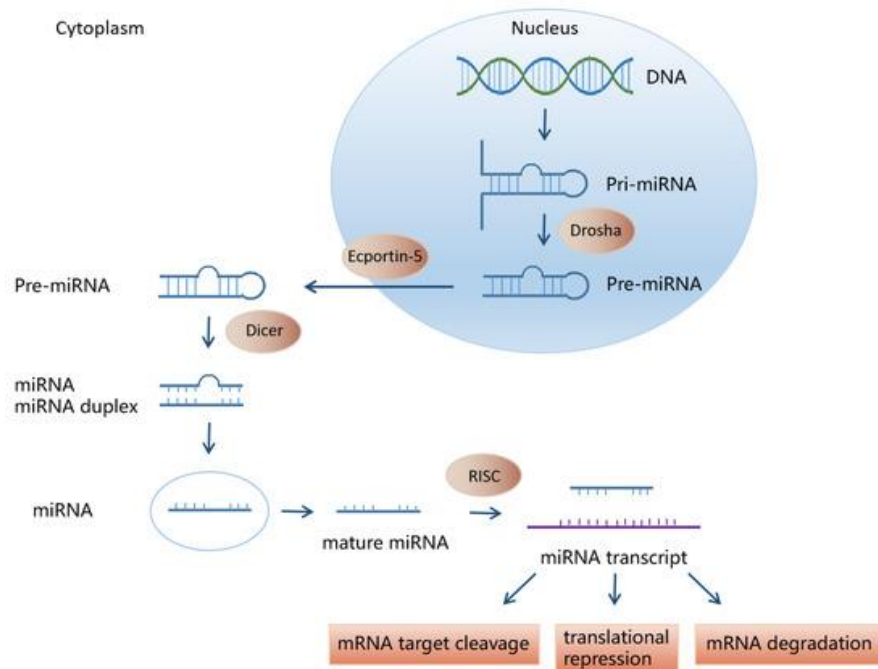 Cytoplasm
Nucleus
DNA
Pri-miRNA
Drosha
Ecportin-5
Pre-miRNA
Pre-miRNA
Dicer
miRNA
miRNA duplex
RISC
miRNA
mature miRNA
miRNA transcript
mRNA target cleavage
translational
repression
mRNA degradation